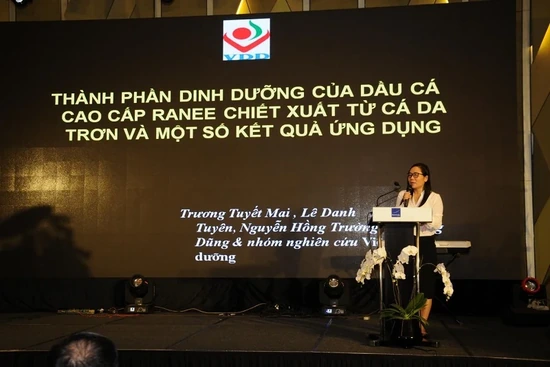 VDD
THÀNH PHẦN DINH DƯỠNG CỦA DẦU CÁ
CAO CẤP RANEE CHIẾT XUẤT TỪ CÁ DA
TRƠN VÀ MỘT SỐ KẾT QUẢ ỨNG DỤNG
Trương Tuyết Mai , Lê Danh
Tuyên, Nguyễn Hồng Trường
Dũng & nhóm nghiên cứu
dưỡng